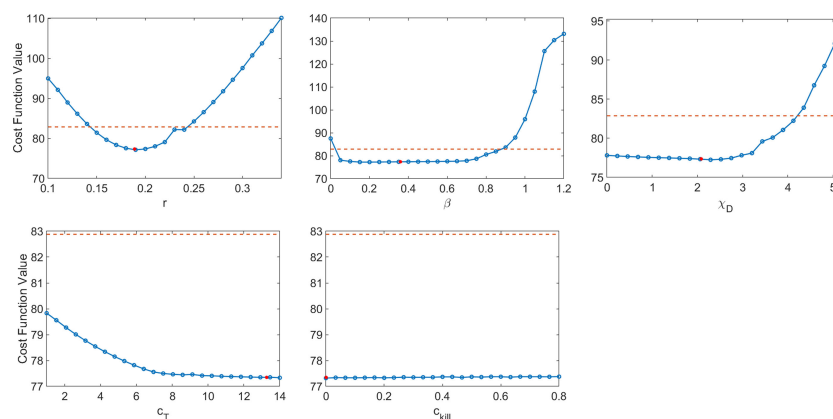 110
100
90
80
70
Cost Function Value
0.1 0.15 0.2 0.25 0.3
r
140
130
120
110
100
90
80
70
0 0.2 0.4 0.6 0.8 1 1.2
β
95
90
85
80
75
0 1 2 3 4 5
χ_D
83
82
81
80
79
78
77
Cost Function Value
2 4 6 8 10 12 14
c_T
83
82
81
80
79
78
77
0 0.2 0.4 0.6 0.8
c_kill